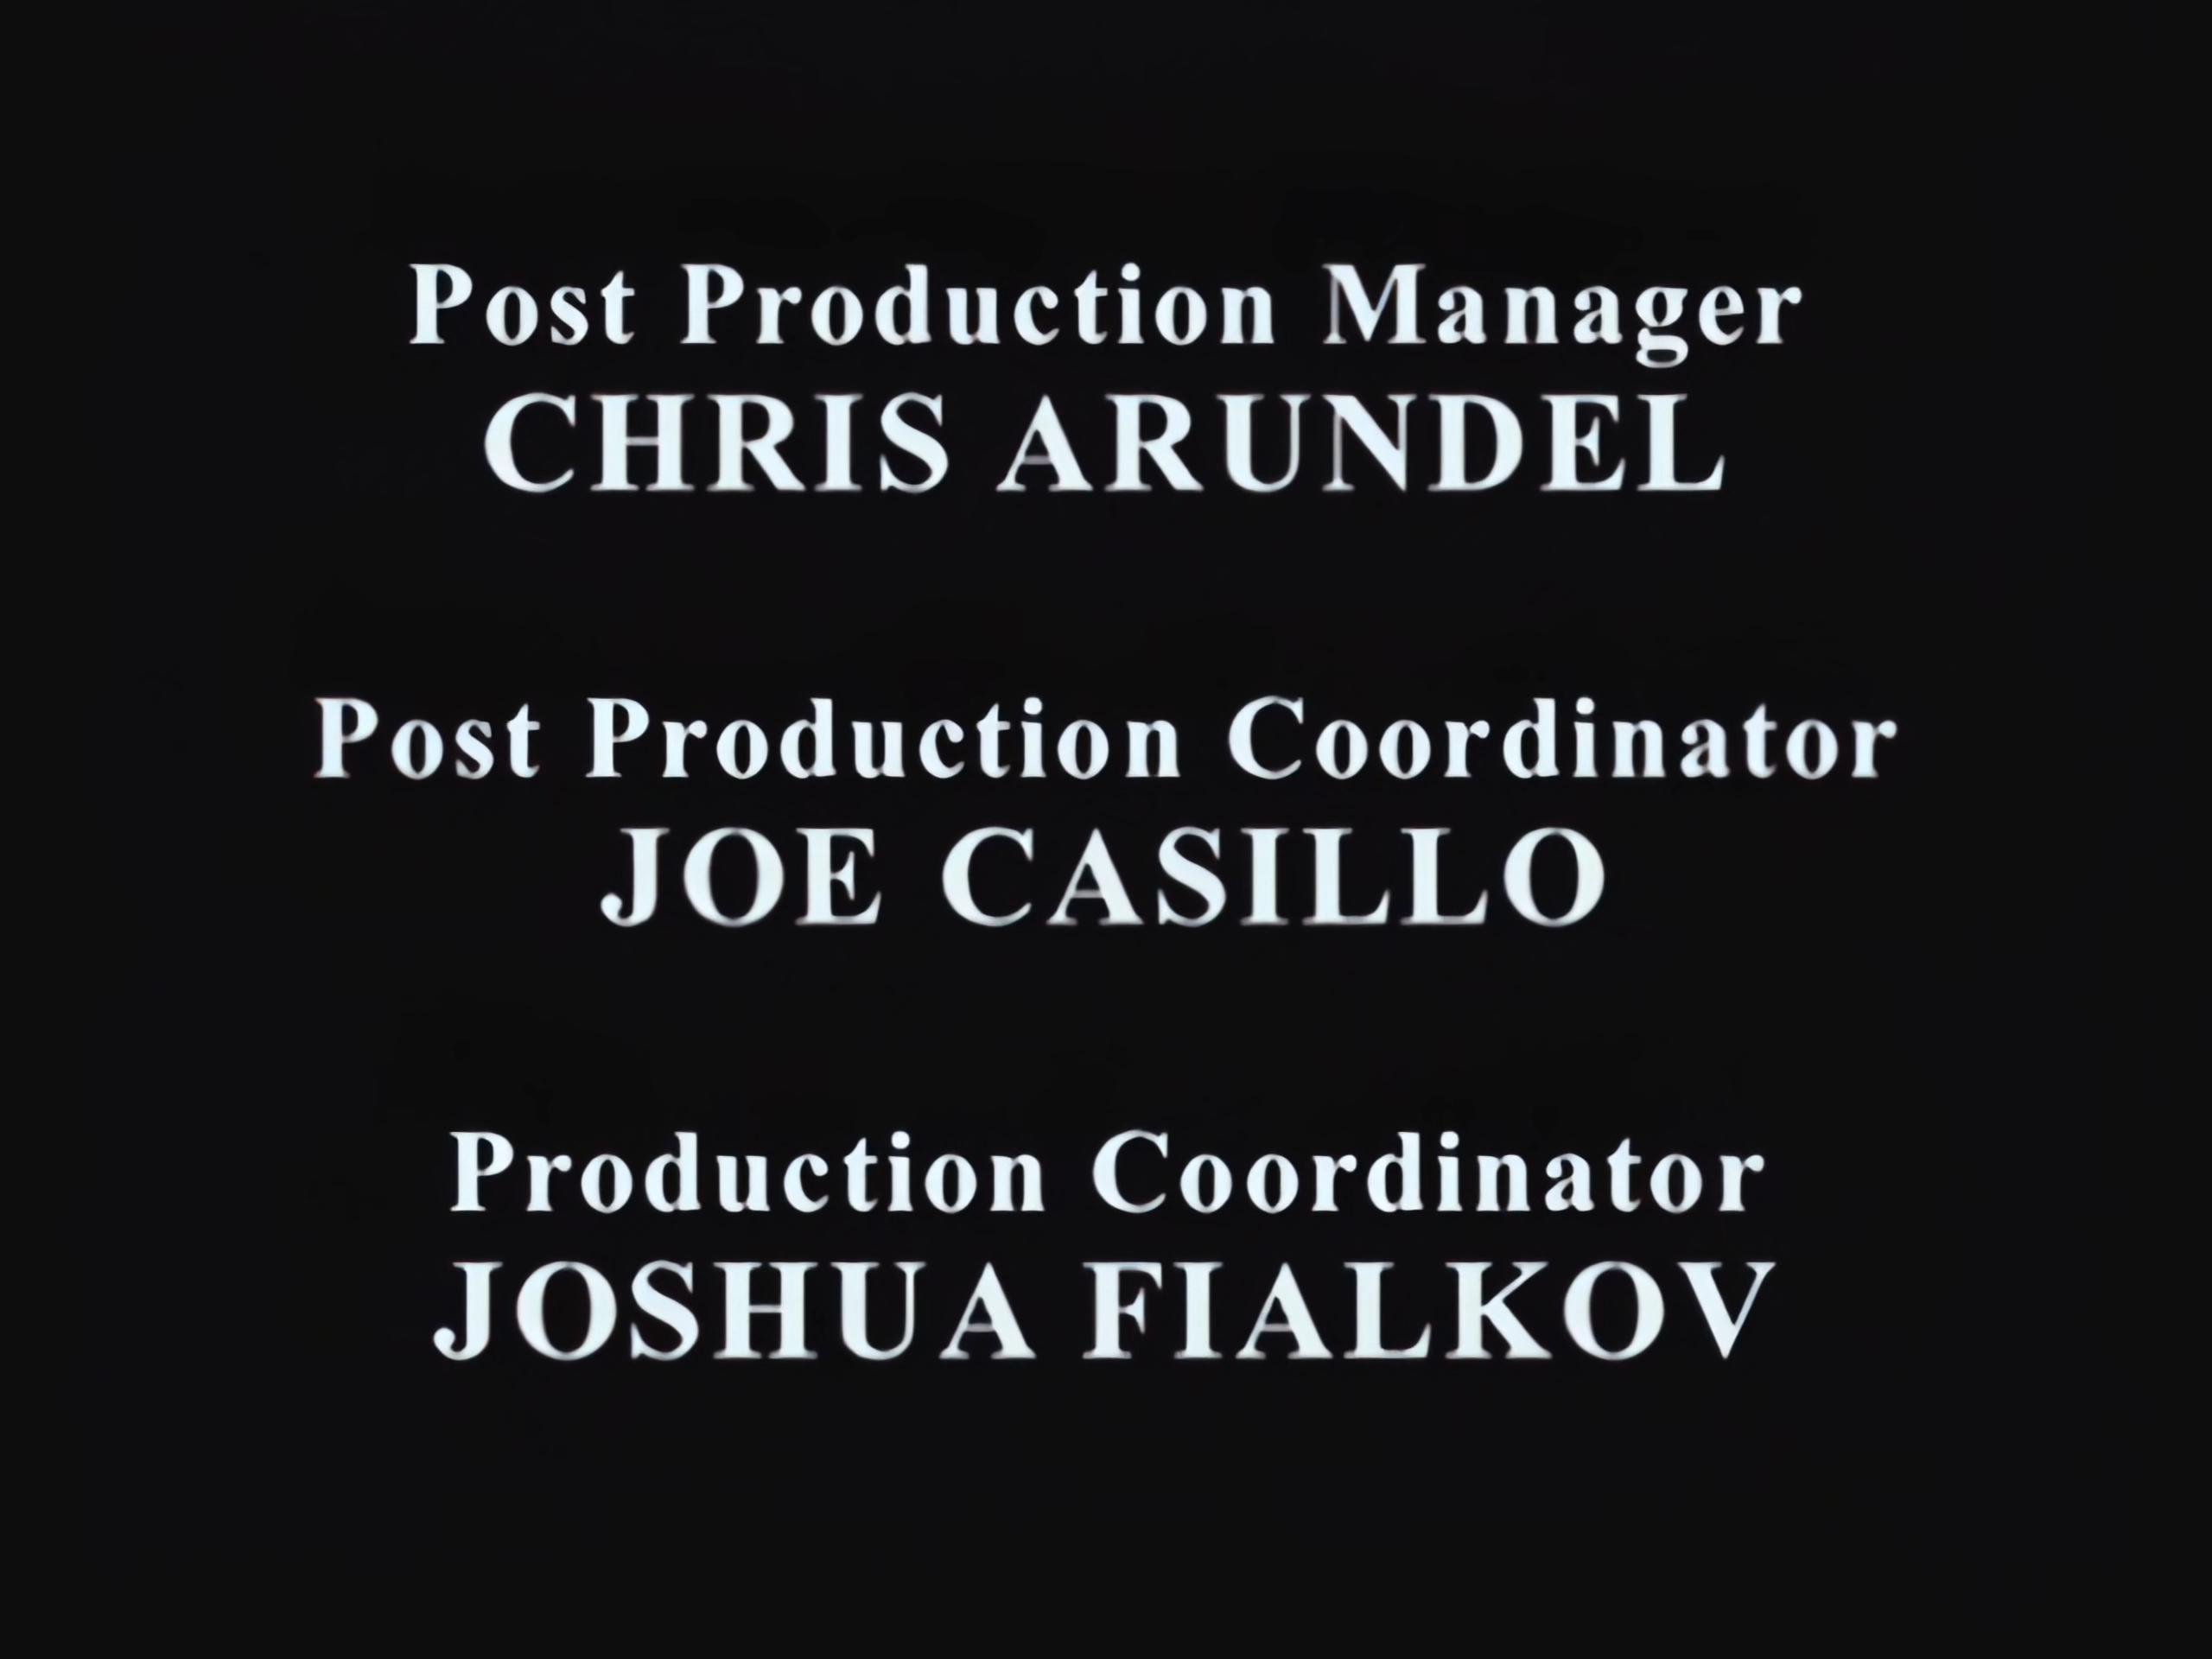 Post Production Manager
CHRIS ARUNDEL
Post Production Coordinator
JOE CASILLO
Production Coordinator
JOSHUA FIALKOV